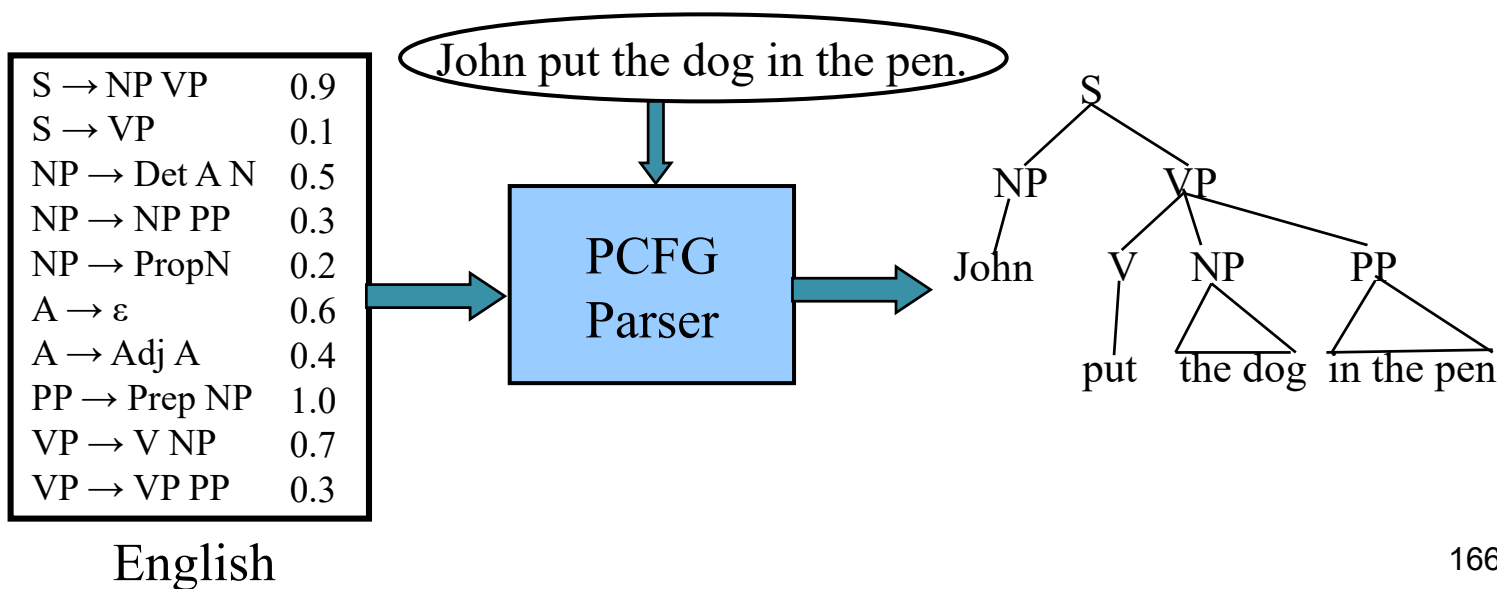 John put the dog in the pen.
S → NP VP 0.9
S → VP 0.1
NP → Det A N 0.5
NP → NP PP 0.3
NP → PropN 0.2
A → ε 0.6
A → Adj A 0.4
PP → Prep NP 1.0
VP → V NP 0.7
VP → VP PP 0.3
English
PCFG
Parser
S
NP VP
John V NP PP
put the dog in the pen
166